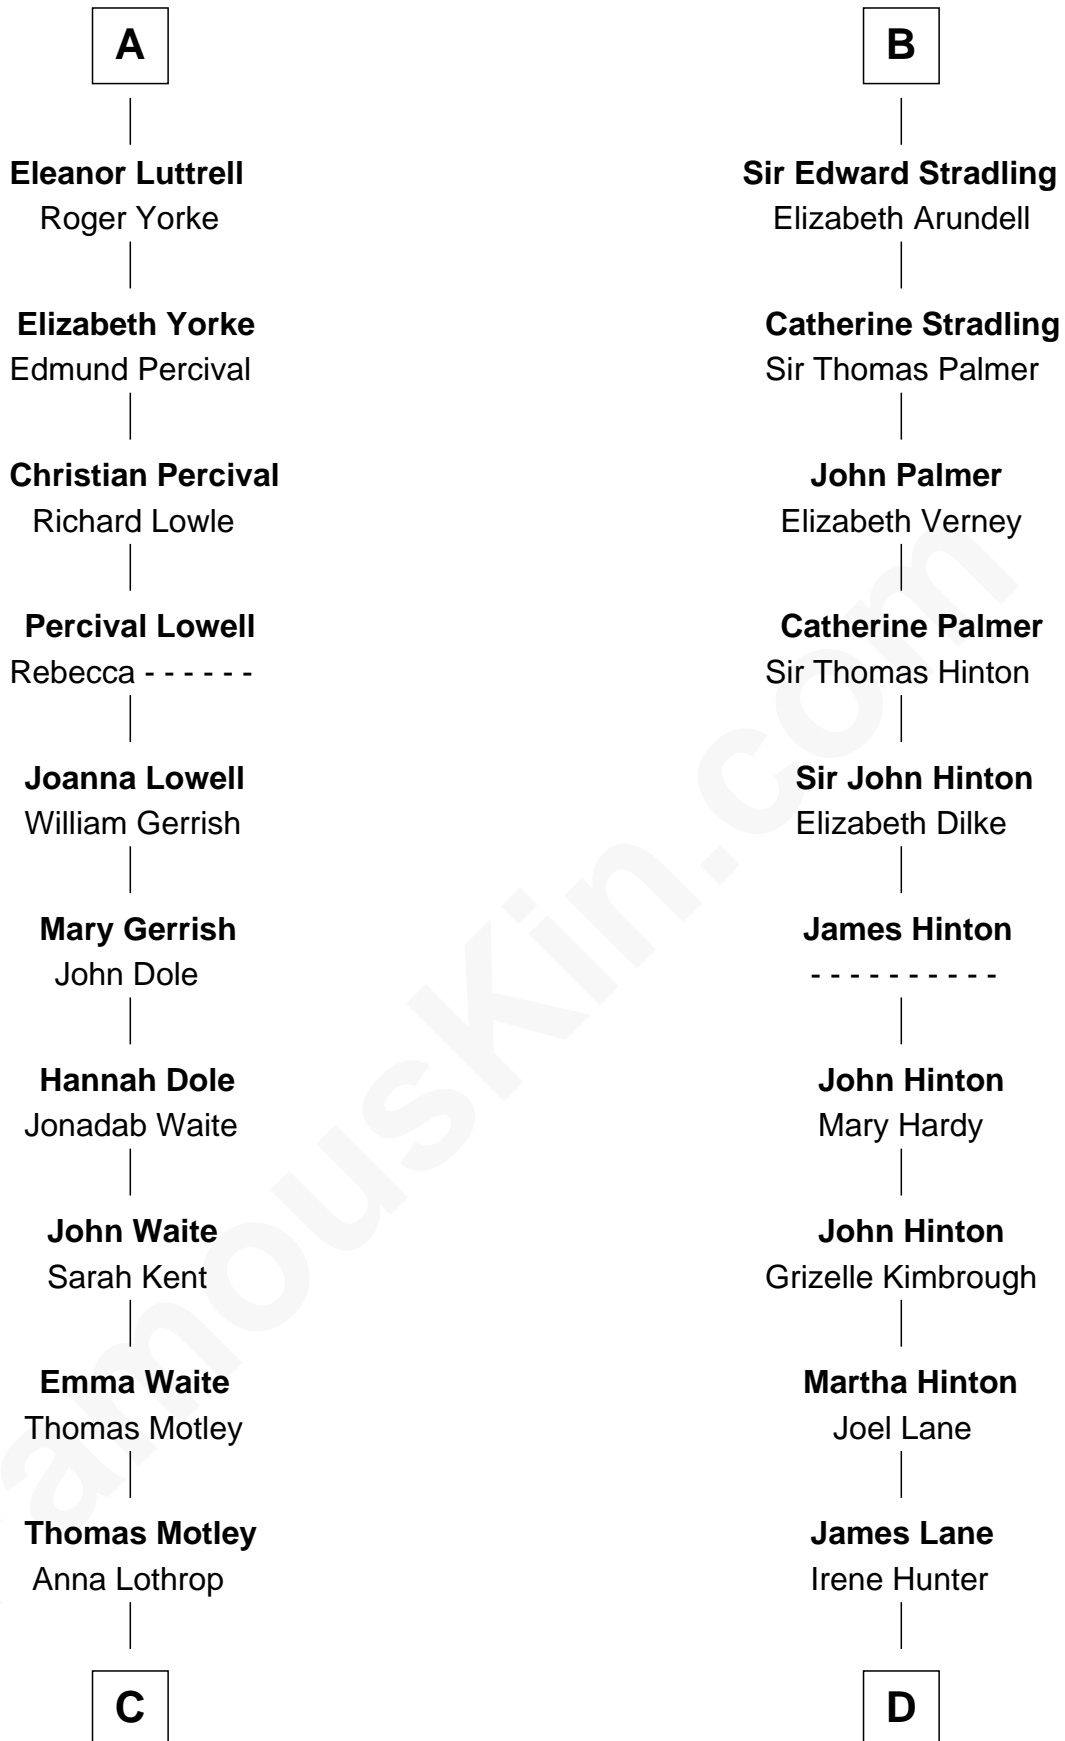 A
Eleanor Luttrell
Roger Yorke
Elizabeth Yorke
Edmund Percival
Christian Percival
Richard Lowle
Percival Lowell
Rebecca - - - - - -
Joanna Lowell
William Gerrish
Mary Gerrish
John Dole
Hannah Dole
Jonadab Waite
John Waite
Sarah Kent
Emma Waite
Thomas Motley
Thomas Motley
Anna Lothrop
C
B
Sir Edward Stradling
Elizabeth Arundell
Catherine Stradling
Sir Thomas Palmer
John Palmer
Elizabeth Verney
Catherine Palmer
Sir Thomas Hinton
Sir John Hinton
Elizabeth Dilke
James Hinton
- - - - - - - - - -
John Hinton
Mary Hardy
John Hinton
Grizelle Kimbrough
Martha Hinton
Joel Lane
James Lane
Irene Hunter
D
amouskin.com